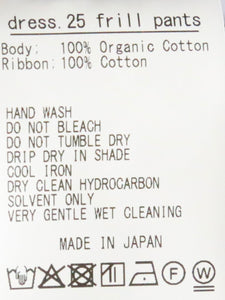 dress.25 frill pants
Body: 100% Organic Cotton
Ribbon: 100% Cotton
HAND WASH
DO NOT BLEACH
DO NOT TUMBLE DRY
DRIP DRY IN SHADE
COOL IRON
DRY CLEAN HYDROCARBON
SOLVENT ONLY
VERY GENTLE WET CLEANING
MADE IN JAPAN
F W